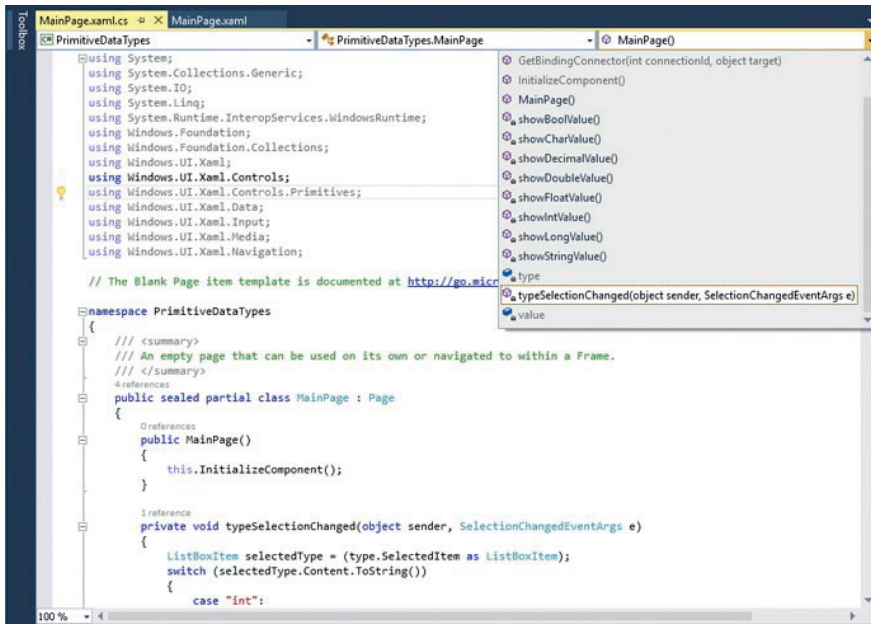 Toolbox
MainPage.xaml.cs MainPage.xaml
PrimitiveDataTypes PrimitiveDataTypes.MainPage MainPage()
using System;
using System.Collections.Generic;
using System.IO;
using System.Linq;
using System.Runtime.InteropServices.WindowsRuntime;
using Windows.Foundation;
using Windows.Foundation.Collections;
using Windows.UI.Xaml;
using Windows.UI.Xaml.Controls;
using Windows.UI.Xaml.Controls.Primitives;
using Windows.UI.Xaml.Data;
using Windows.UI.Xaml.Input;
using Windows.UI.Xaml.Media;
using Windows.UI.Xaml.Navigation;
// The Blank Page item template is documented at http://go.micr
namespace PrimitiveDataTypes
{
/// <summary>
/// An empty page that can be used on its own or navigated to within a Frame.
/// </summary>
4 references
public sealed partial class MainPage : Page
{
0 references
public MainPage()
{
this.InitializeComponent();
}
1 reference
private void typeSelectionChanged(object sender, SelectionChangedEventArgs e)
{
ListBoxItem selectedType = (type.SelectedItem as ListBoxItem);
switch (selectedType.Content.ToString())
{
case "int":
GetBindingConnector(int connectionId, object target)
InitializeComponent()
MainPage()
showBoolValue()
showCharValue()
showDecimalValue()
showDoubleValue()
showFloatValue()
showIntValue()
showLongValue()
showStringValue()
type
typeSelectionChanged(object sender, SelectionChangedEventArgs e)
value
100 %